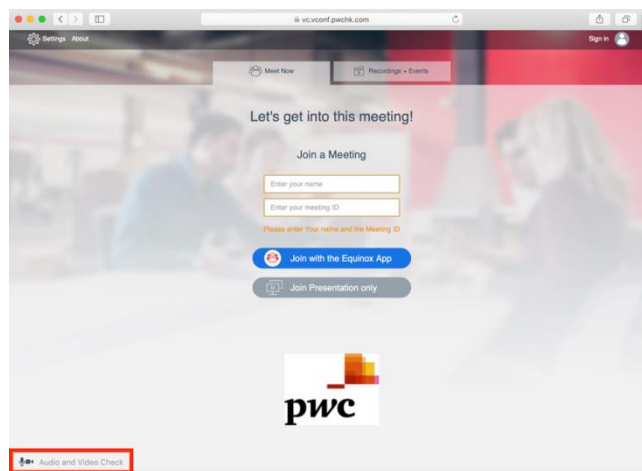 vc.vconf.pwchk.com
Settings About
Sign in
Meet Now
Recordings + Events
Let's get into this meeting!
Join a Meeting
Enter your name
Enter your meeting ID
Please enter Your name and the Meeting ID
Join with the Equinox App
Join Presentation only
pwc
Audio and Video Check